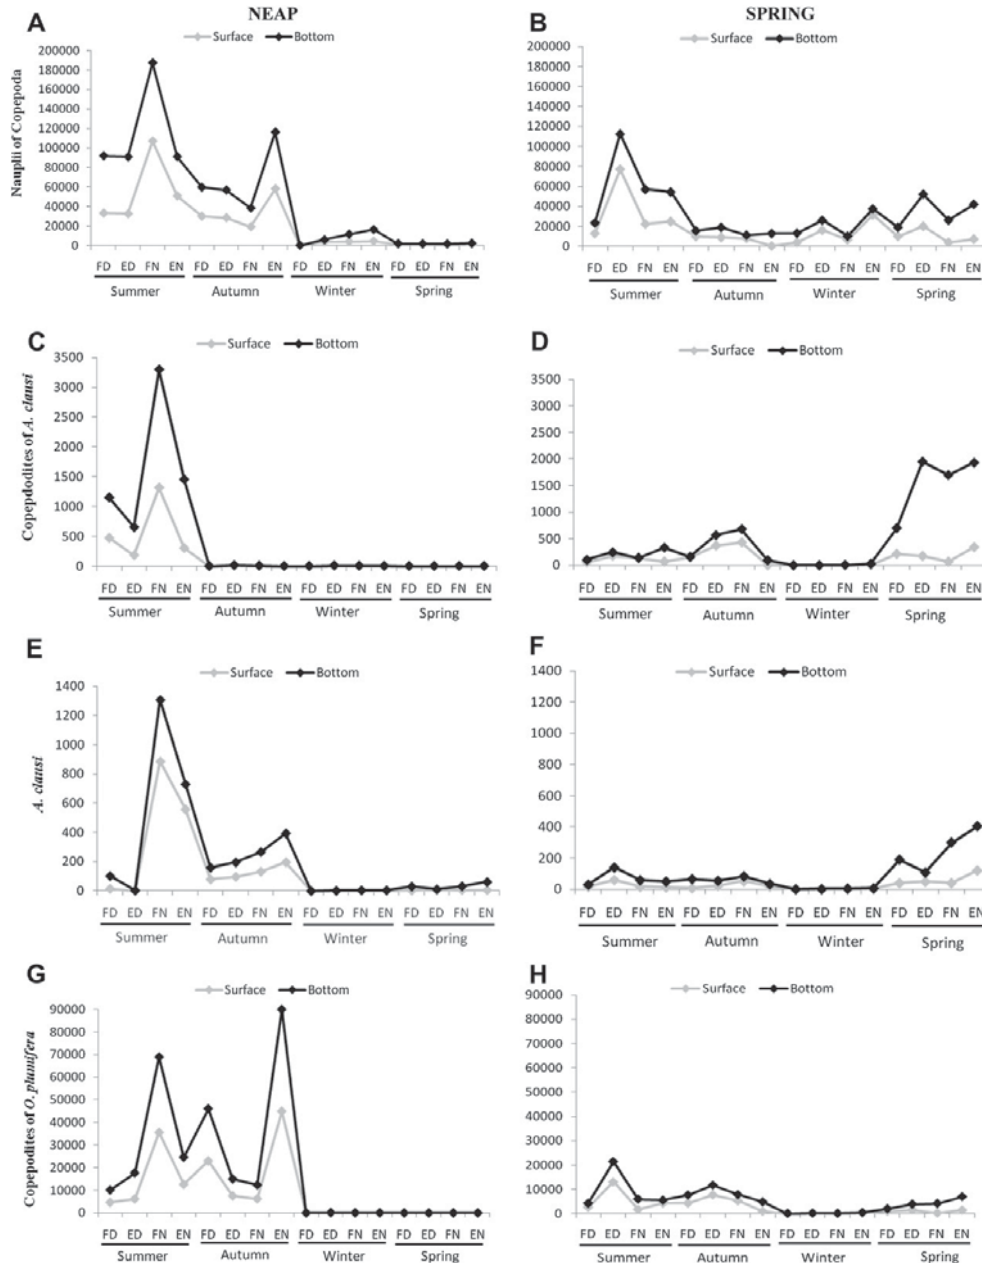 NEAP
SPRING
A
Surface Bottom
Nauplii of Copepoda
200000
180000
160000
140000
120000
100000
80000
60000
40000
20000
0
FD ED FN EN FD ED FN EN FD ED FN EN FD ED FN EN
Summer Autumn Winter Spring
B
Surface Bottom
200000
180000
160000
140000
120000
100000
80000
60000
40000
20000
0
FD ED FN EN FD ED FN EN FD ED FN EN FD ED FN EN
Summer Autumn Winter Spring
C
Surface Bottom
Copepdodites of A. clausi
3500
3000
2500
2000
1500
1000
500
0
FD ED FN EN FD ED FN EN FD ED FN EN FD ED FN EN
Summer Autumn Winter Spring
D
Surface Bottom
3500
3000
2500
2000
1500
1000
500
0
FD ED FN EN FD ED FN EN FD ED FN EN FD ED FN EN
Summer Autumn Winter Spring
E
Surface Bottom
A. clausi
1400
1200
1000
800
600
400
200
0
FD ED FN EN FD ED FN EN FD ED FN EN FD ED FN EN
Summer Autumn Winter Spring
F
Surface Bottom
1400
1200
1000
800
600
400
200
0
FD ED FN EN FD ED FN EN FD ED FN EN FD ED FN EN
Summer Autumn Winter Spring
G
Surface Bottom
Copepodites of O. plumifera
90000
80000
70000
60000
50000
40000
30000
20000
10000
0
FD ED FN EN FD ED FN EN FD ED FN EN FD ED FN EN
Summer Autumn Winter Spring
H
Surface Bottom
90000
80000
70000
60000
50000
40000
30000
20000
10000
0
FD ED FN EN FD ED FN EN FD ED FN EN FD ED FN EN
Summer Autumn Winter Spring